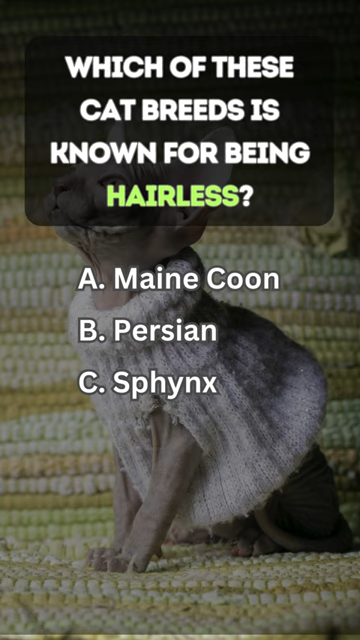 WHICH OF THESE
CAT BREEDS IS
KNOWN FOR BEING
HAIRLESS?
A. Maine Coon
B. Persian
C. Sphynx